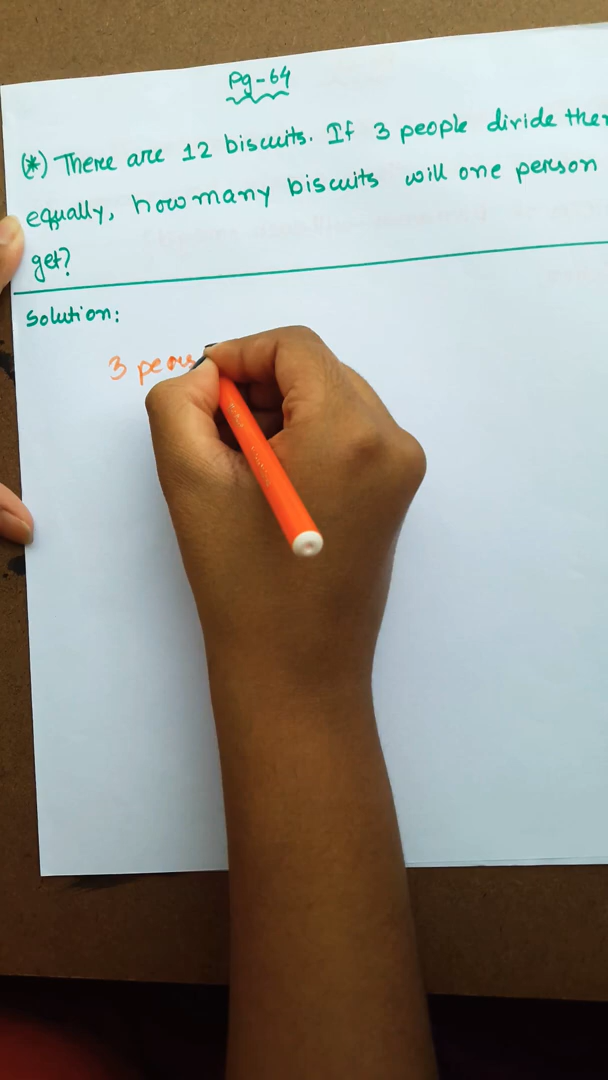 Pg-64
(*) There are 12 biscuits. If 3 people divide
equally, how many biscuits will one person
get?
Solution:
3